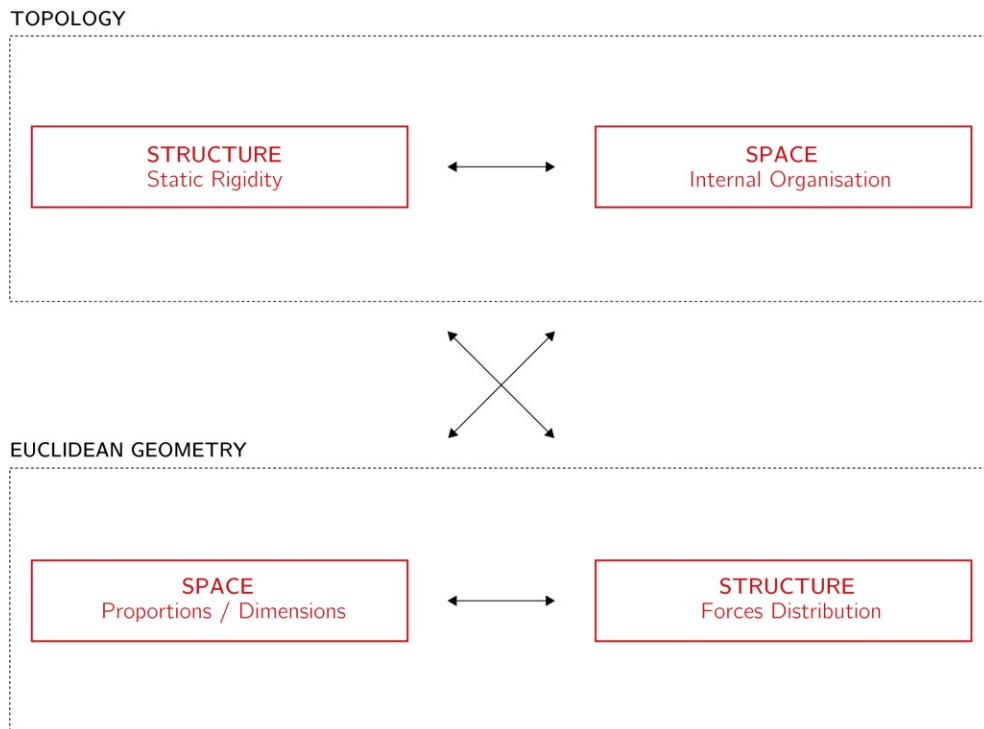 TOPOLOGY
STRUCTURE
Static Rigidity
SPACE
Internal Organisation
EUCLIDEAN GEOMETRY
SPACE
Proportions / Dimensions
STRUCTURE
Forces Distribution